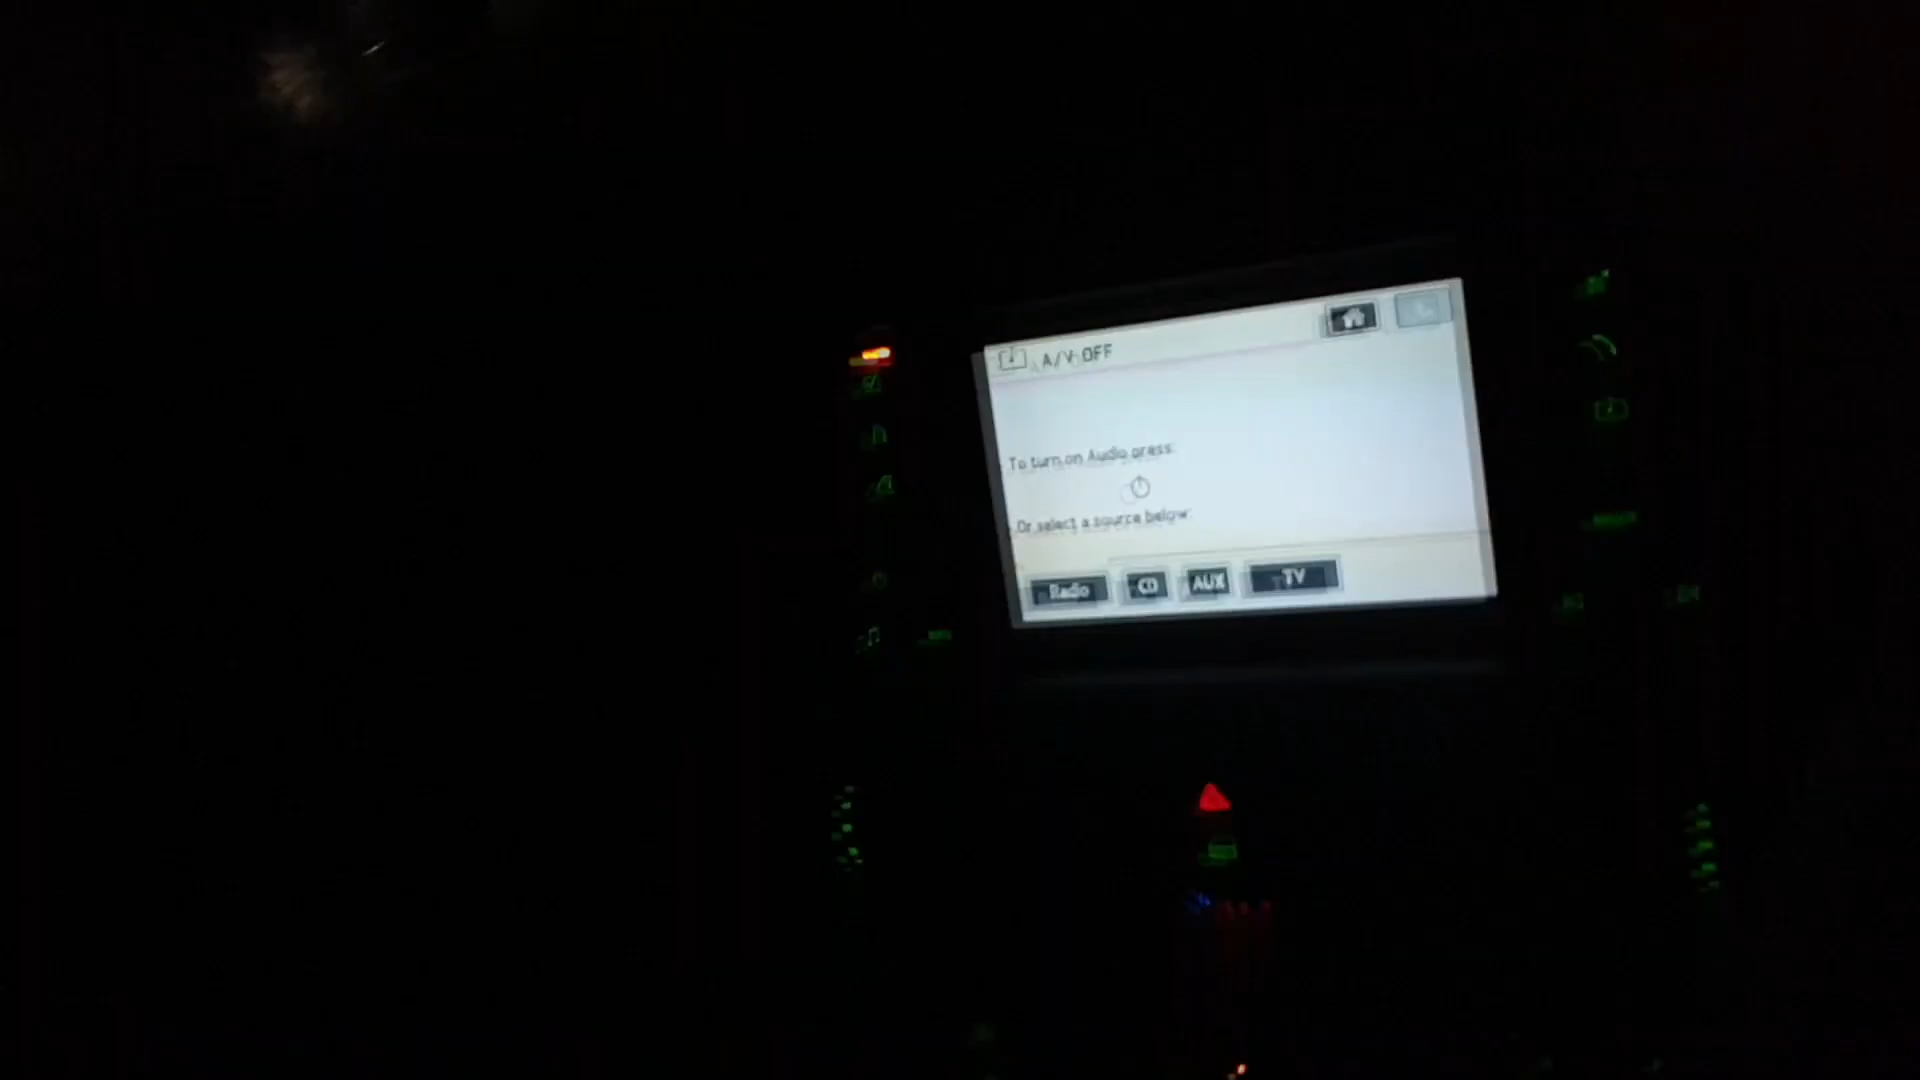 A/V OFF
To turn on Audio press:
Or select a source below:
Radio
CD
AUX
TV